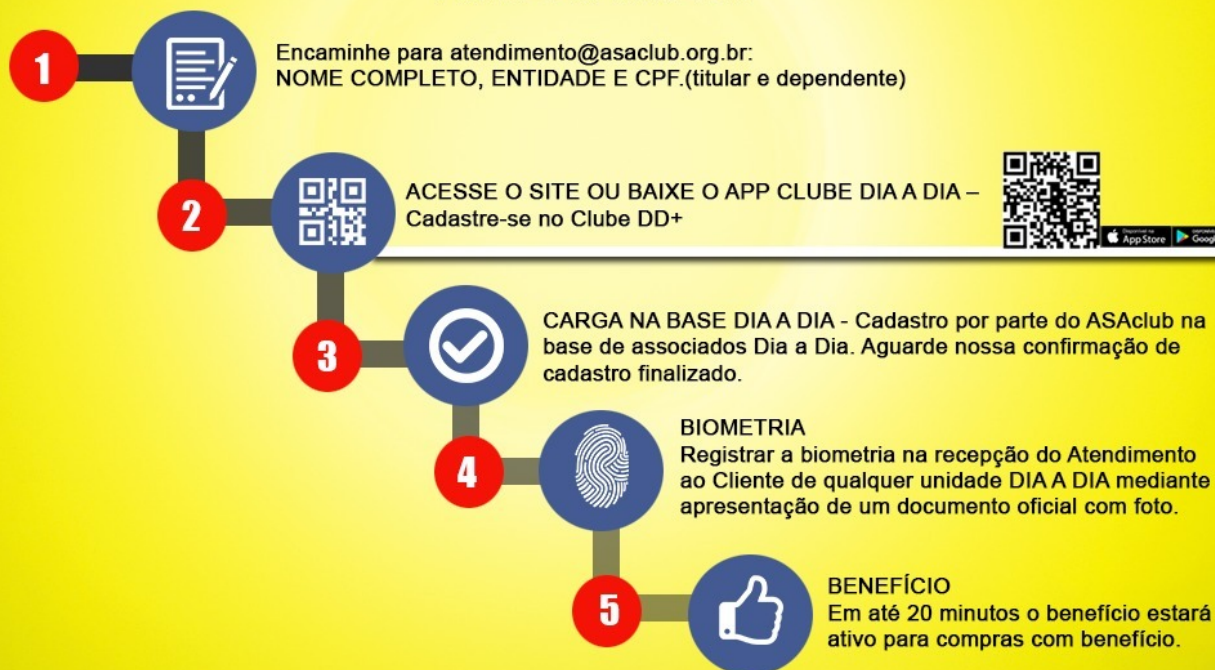 1
Encaminhe para atendimento@asaclub.org.br:
NOME COMPLETO, ENTIDADE E CPF.(titular e dependente)
2
ACESSE O SITE OU BAIXE O APP CLUBE DIA A DIA –
Cadastre-se no Clube DD+
App Store
3
CARGA NA BASE DIA A DIA - Cadastro por parte do ASAclub na
base de associados Dia a Dia. Aguarde nossa confirmação de
cadastro finalizado.
4
BIOMETRIA
Registrar a biometria na recepção do Atendimento
ao Cliente de qualquer unidade DIA A DIA mediante
apresentação de um documento oficial com foto.
5
BENEFÍCIO
Em até 20 minutos o benefício estará
ativo para compras com benefício.